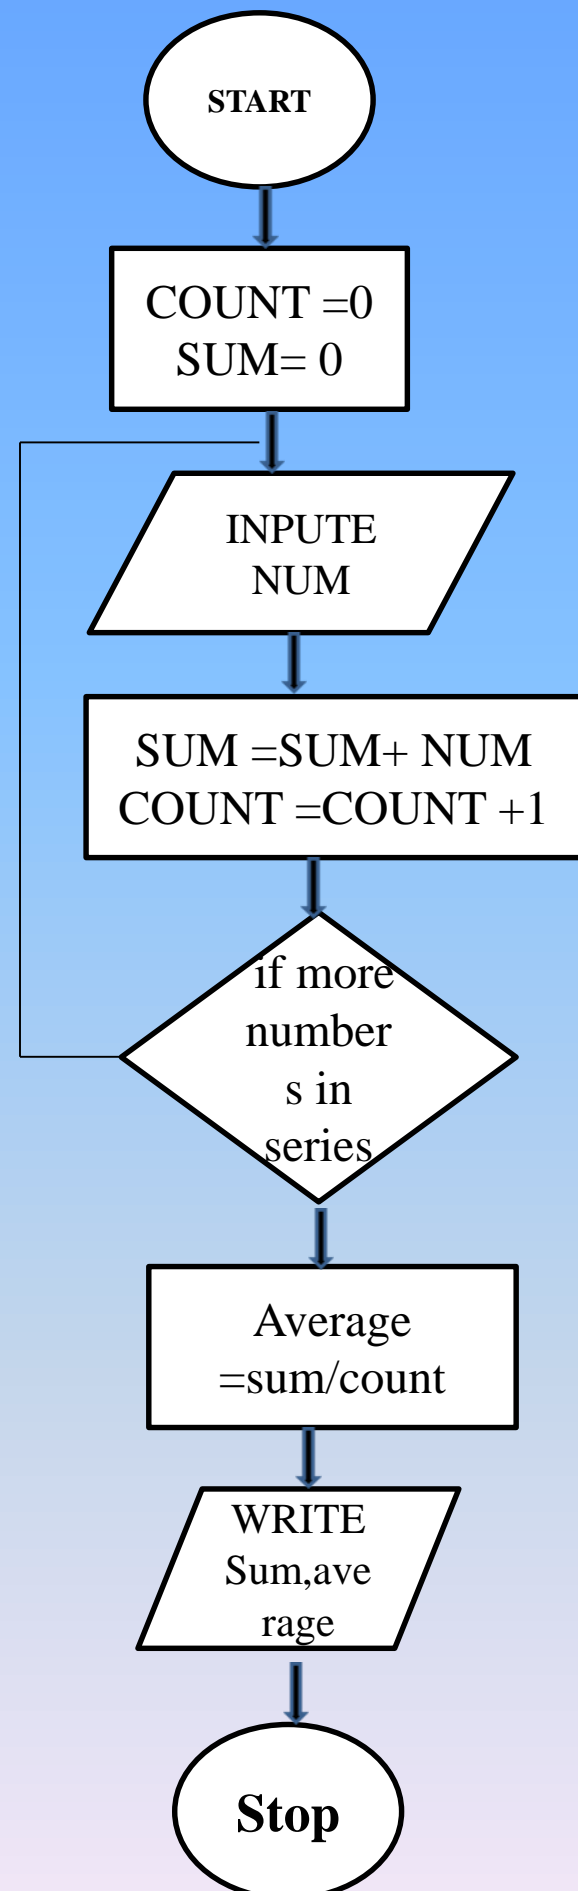 START
COUNT =0
SUM= 0
INPUTE
NUM
SUM =SUM+ NUM
COUNT =COUNT +1
if more
number
s in
series
Average
=sum/count
WRITE
Sum,ave
rage
Stop